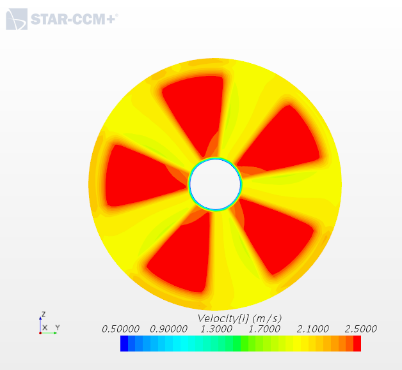 STAR-CCM+
Velocity[i] (m/s)
0.50000 0.90000 1.3000 1.7000 2.1000 2.5000
Z
X Y